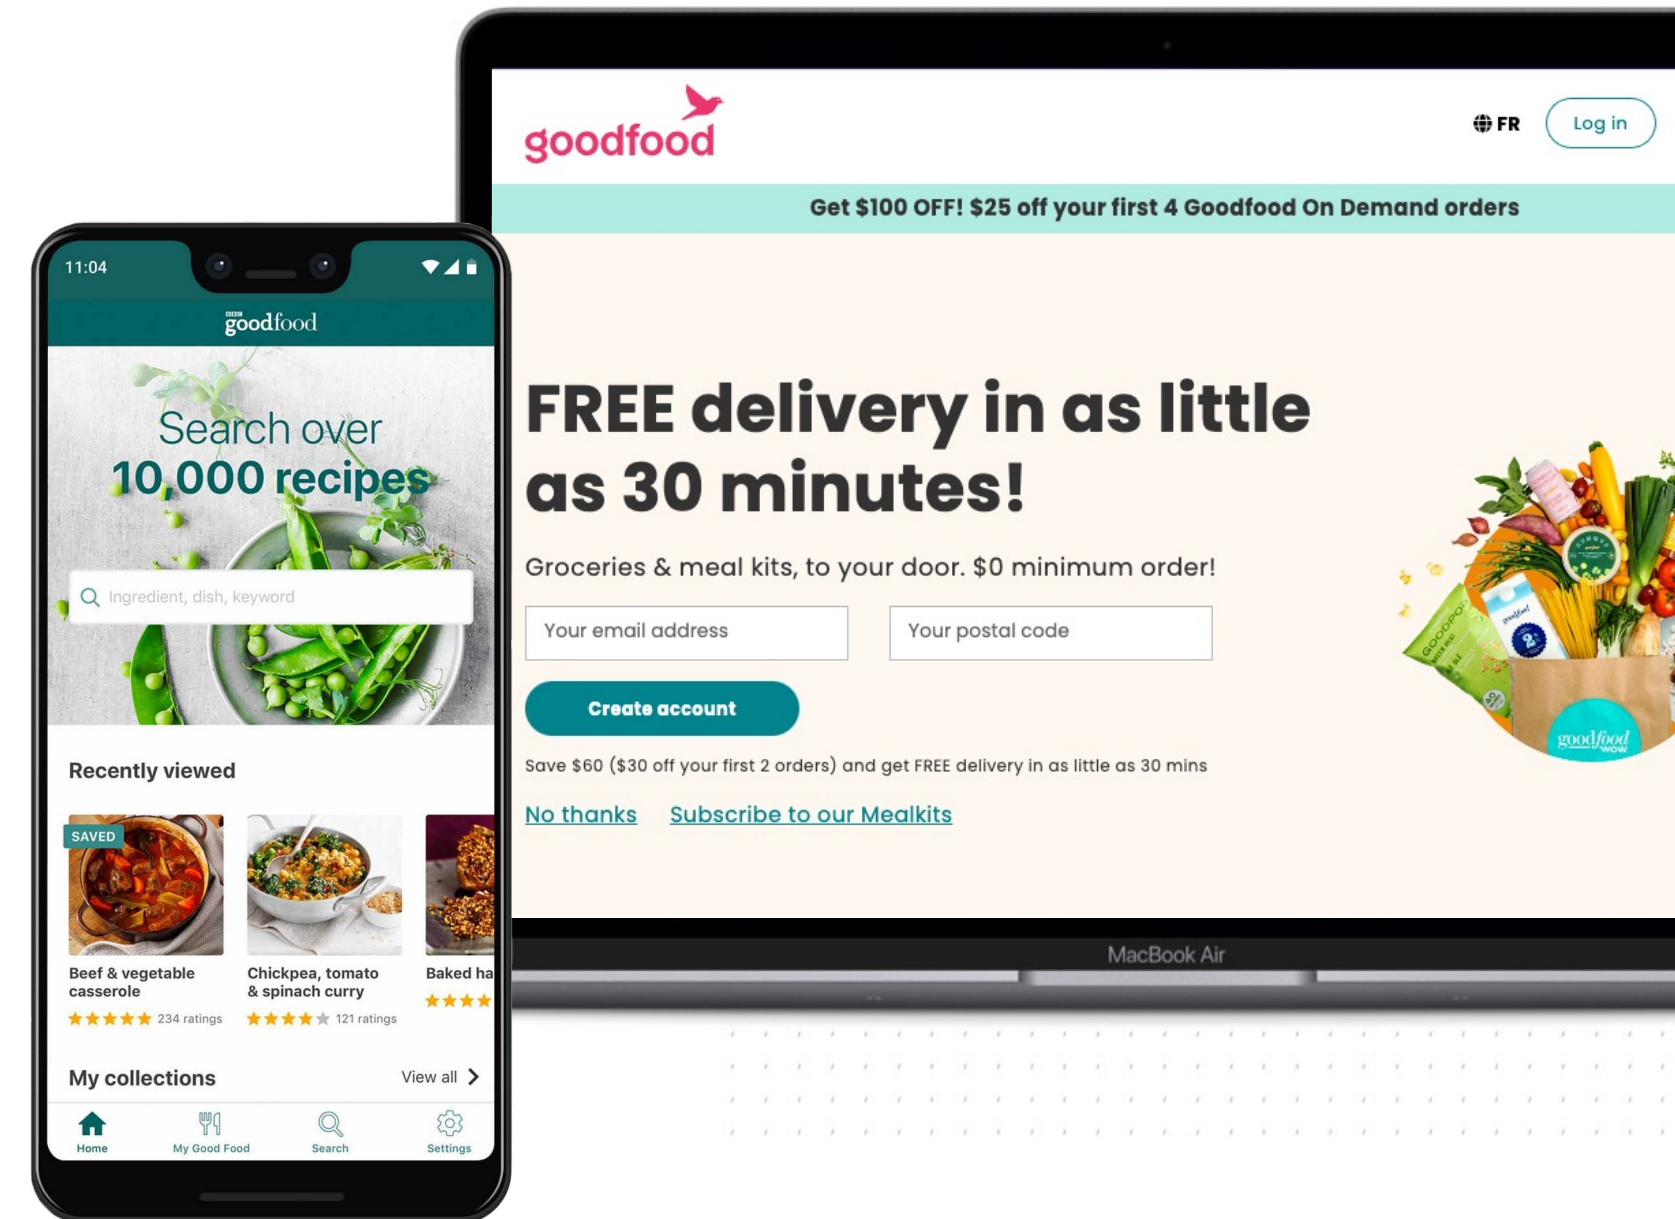 goodfood
FR
Log in
Get $100 OFF! $25 off your first 4 Goodfood On Demand orders
FREE delivery in as little
as 30 minutes!
Groceries & meal kits, to your door. $0 minimum order!
Your email address
Your postal code
Create account
Save $60 ($30 off your first 2 orders) and get FREE delivery in as little as 30 mins
No thanks
Subscribe to our Mealkits
goodfood
WOW
MacBook Air
11:04
BBC
goodfood
Search over
10,000 recipes
Ingredient, dish, keyword
Recently viewed
SAVED
Beef & vegetable
casserole
234 ratings
Chickpea, tomato
& spinach curry
121 ratings
Baked ha
My collections
View all
Home
My Good Food
Search
Settings